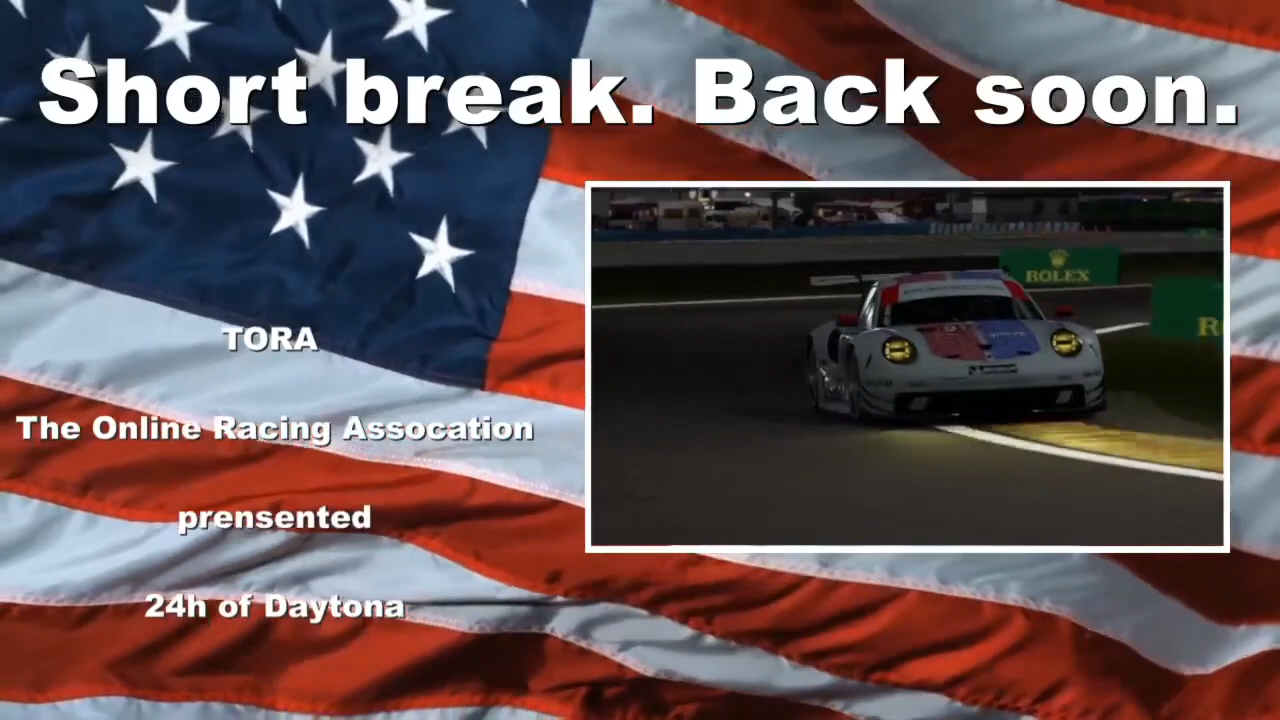 Short break. Back soon.
ROLEX
R
TORA
The Online Racing Assocation
prensented
24h of Daytona